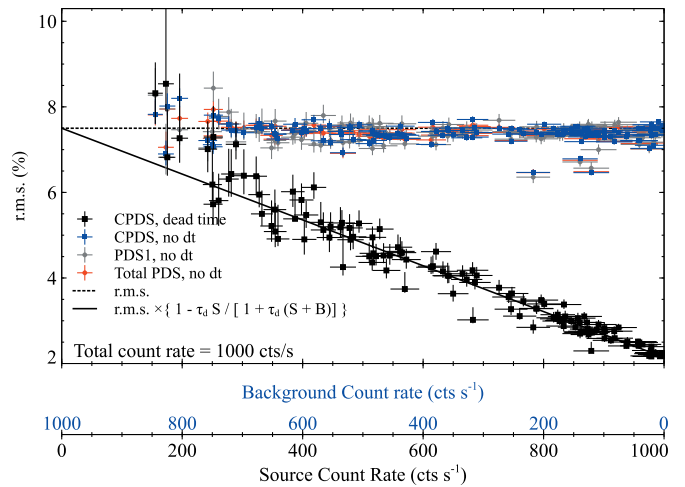 10
8
6
4
2
r.m.s. (%)
CPDS, dead time
CPDS, no dt
PDS1, no dt
Total PDS, no dt
r.m.s.
r.m.s. ×{ 1 - τd S / [ 1 + τd (S + B)] }
Total count rate = 1000 cts/s
Background Count rate (cts s⁻¹)
1000 800 600 400 200 0
0 200 400 600 800 1000
Source Count Rate (cts s⁻¹)